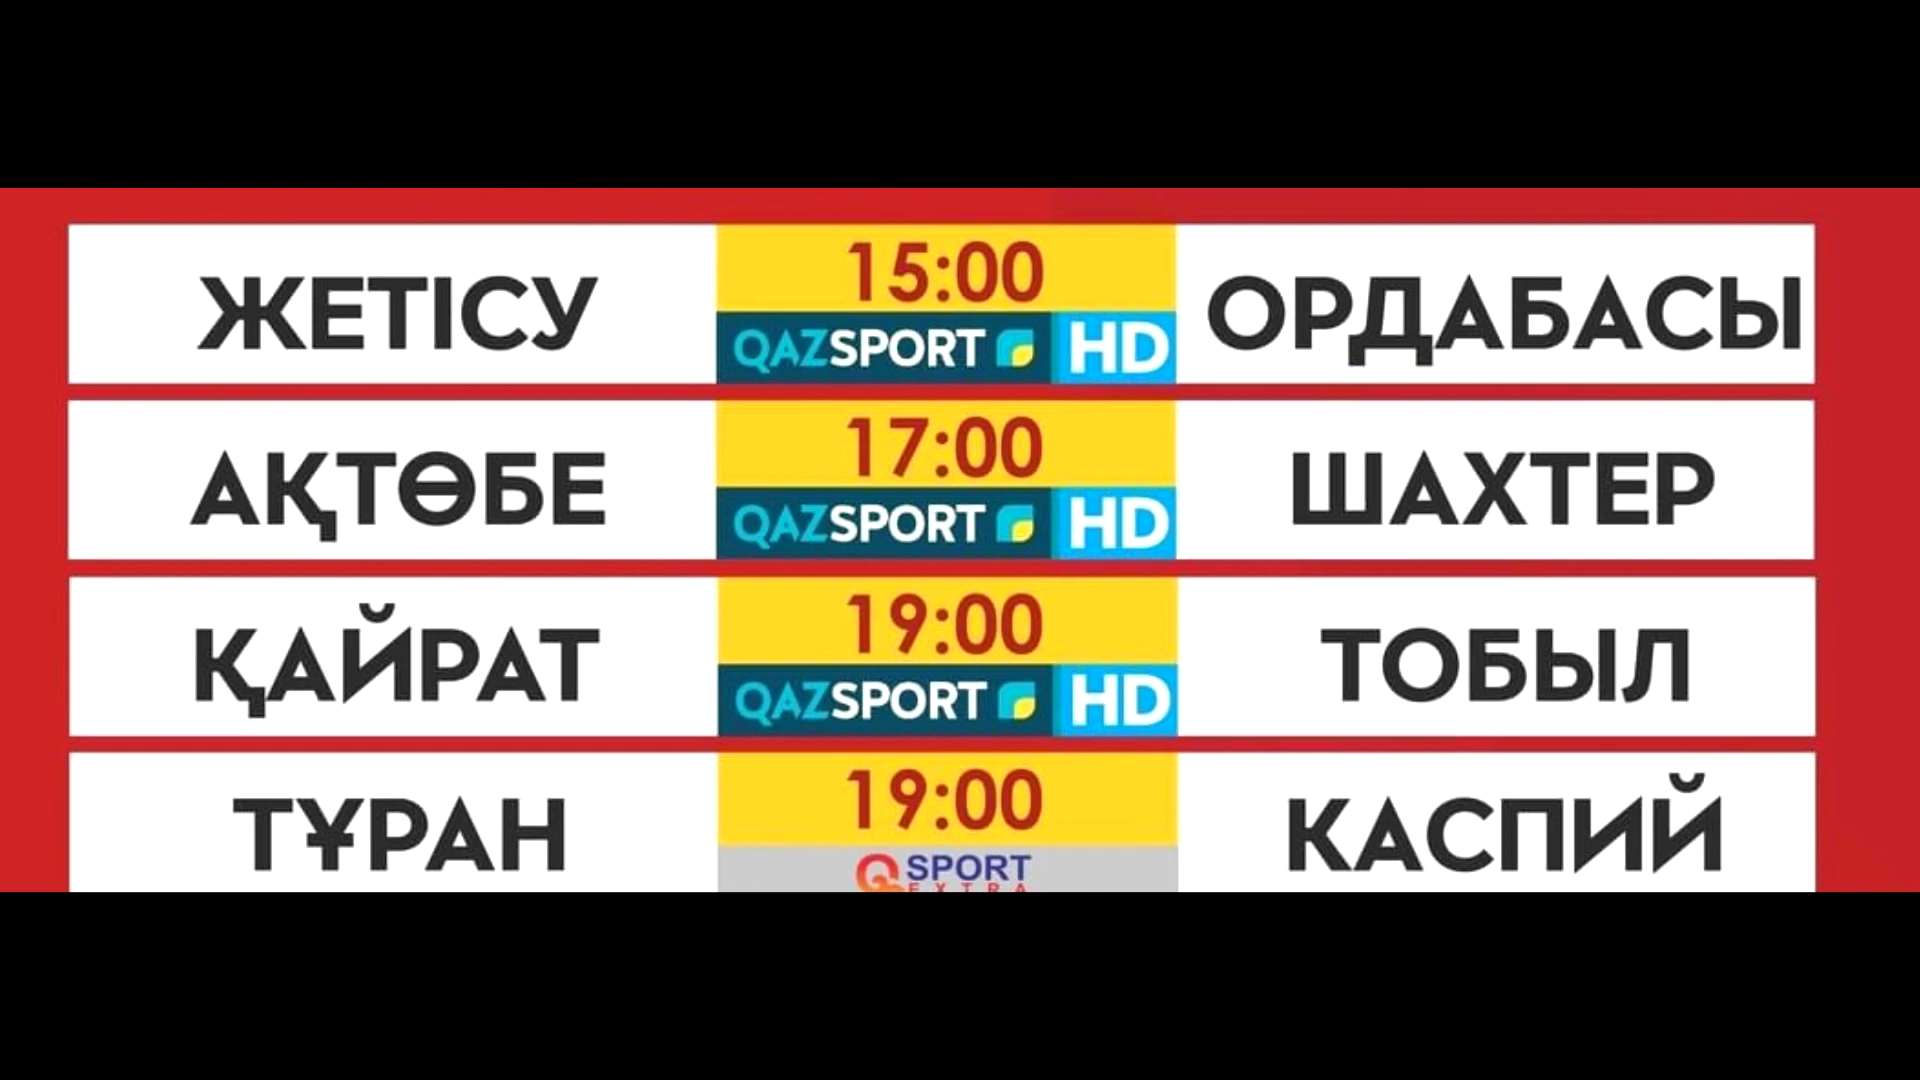 ЖЕТІСУ 15:00 ОРДАБАСЫ
QAZSPORT HD
АҚТӨБЕ 17:00 ШАХТЕР
QAZSPORT HD
ҚАЙРАТ 19:00 ТОБЫЛ
QAZSPORT HD
ТҰРАН 19:00 КАСПИЙ
Q SPORT
EXTRA